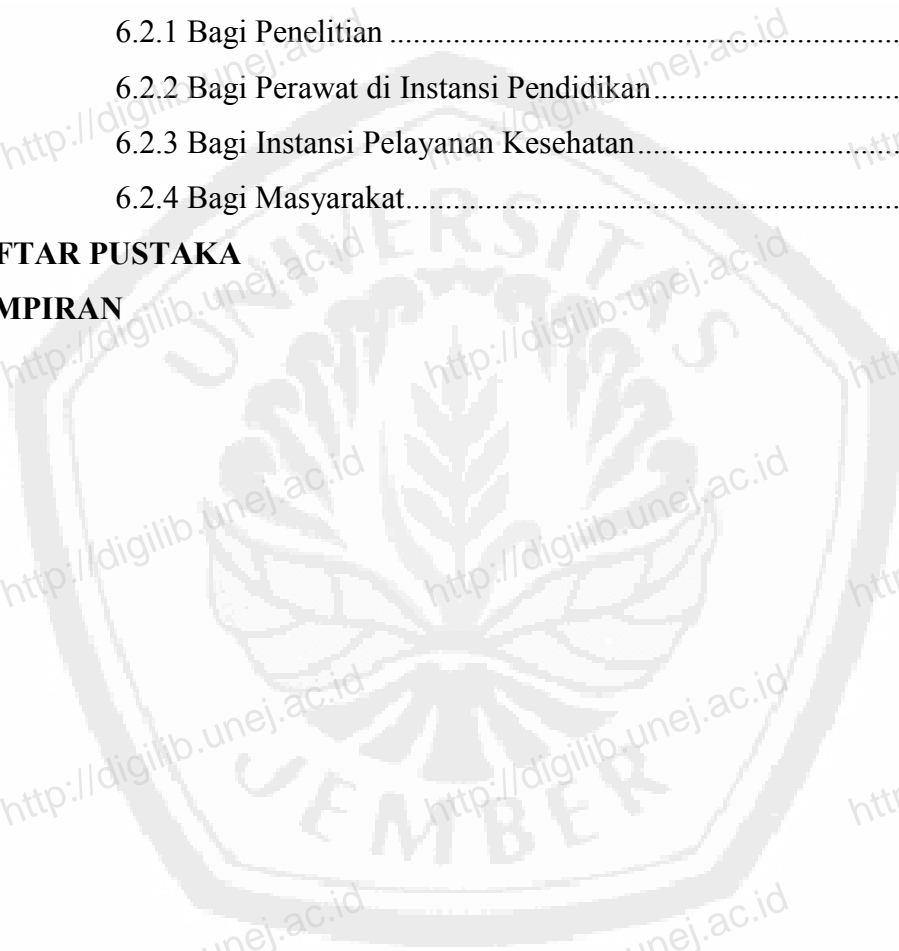 6.2.1 Bagi Penelitian ........................................................................
6.2.2 Bagi Perawat di Instansi Pendidikan ...................................
6.2.3 Bagi Instansi Pelayanan Kesehatan .....................................
6.2.4 Bagi Masyarakat .....................................................................
FTAR PUSTAKA
MPIRAN
UNIVERSITAS
JEMBER
http://digilib.unej.ac.id
http://digilib.unej.ac.id
http://digilib.unej.ac.id
http://digilib.unej.ac.id
http://digilib.unej.ac.id
http://digilib.unej.ac.id
http://digilib.unej.ac.id
http://digilib.unej.ac.id